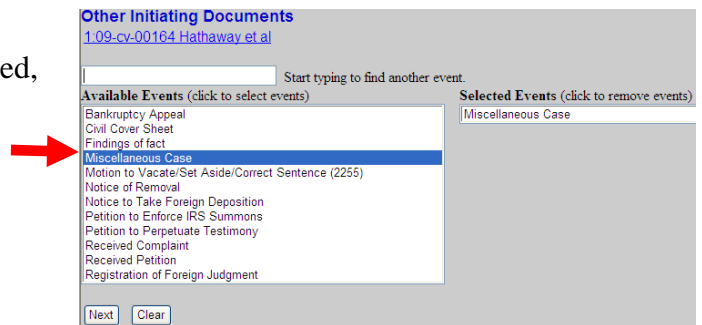 Other Initiating Documents
1:09-cv-00164 Hathaway et al
ed,
Start typing to find another event.
Available Events (click to select events)
Selected Events (click to remove events)
Bankruptcy Appeal
Miscellaneous Case
Civil Cover Sheet
Findings of fact
Miscellaneous Case
Motion to Vacate/Set Aside/Correct Sentence (2255)
Notice of Removal
Notice to Take Foreign Deposition
Petition to Enforce IRS Summons
Petition to Perpetuate Testimony
Received Complaint
Received Petition
Registration of Foreign Judgment
Next Clear